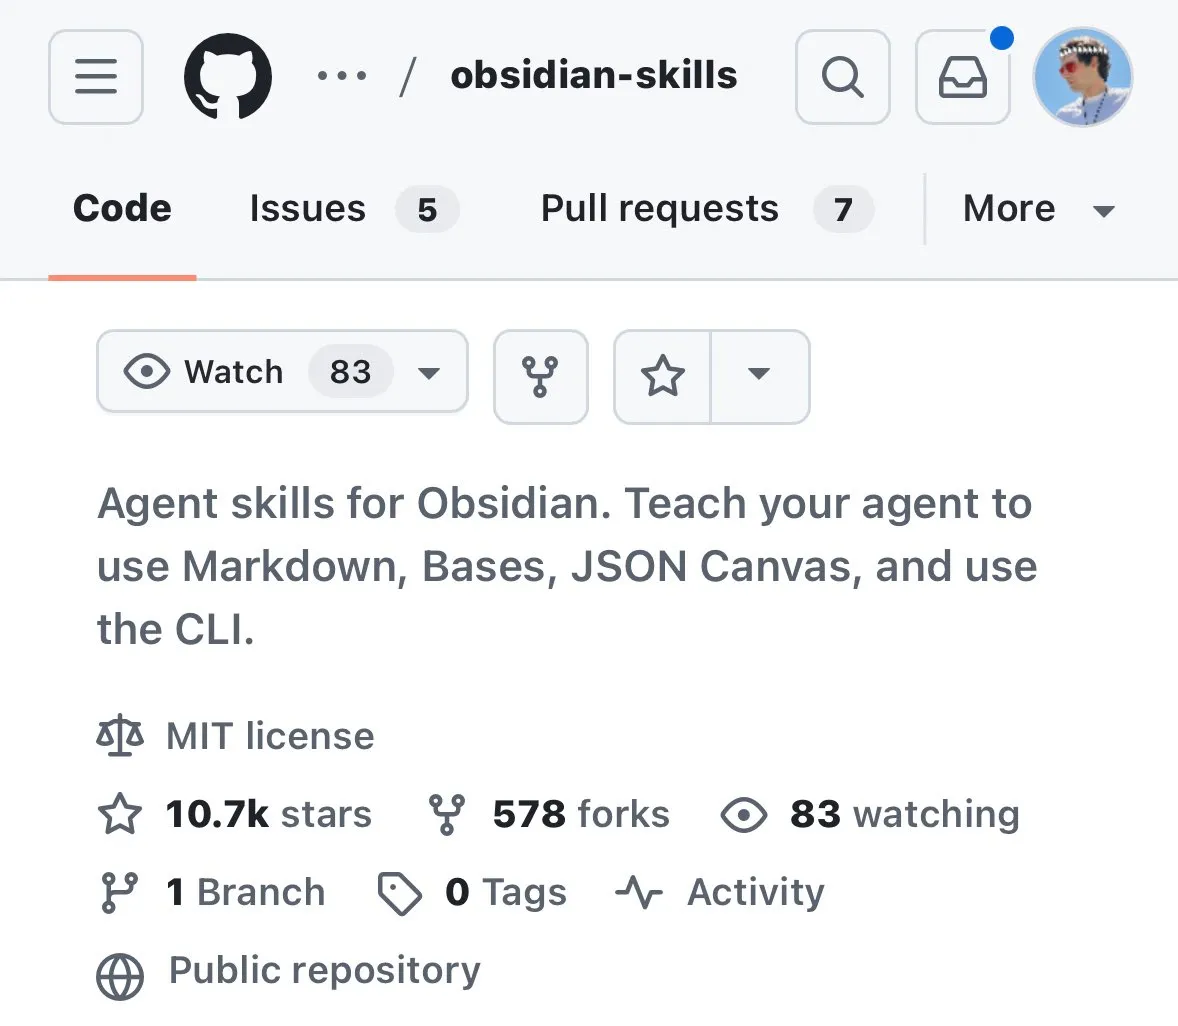 ... / obsidian-skills
Code Issues 5 Pull requests 7 More
Watch 83
Agent skills for Obsidian. Teach your agent to
use Markdown, Bases, JSON Canvas, and use
the CLI.
MIT license
10.7k stars 578 forks 83 watching
1 Branch 0 Tags Activity
Public repository